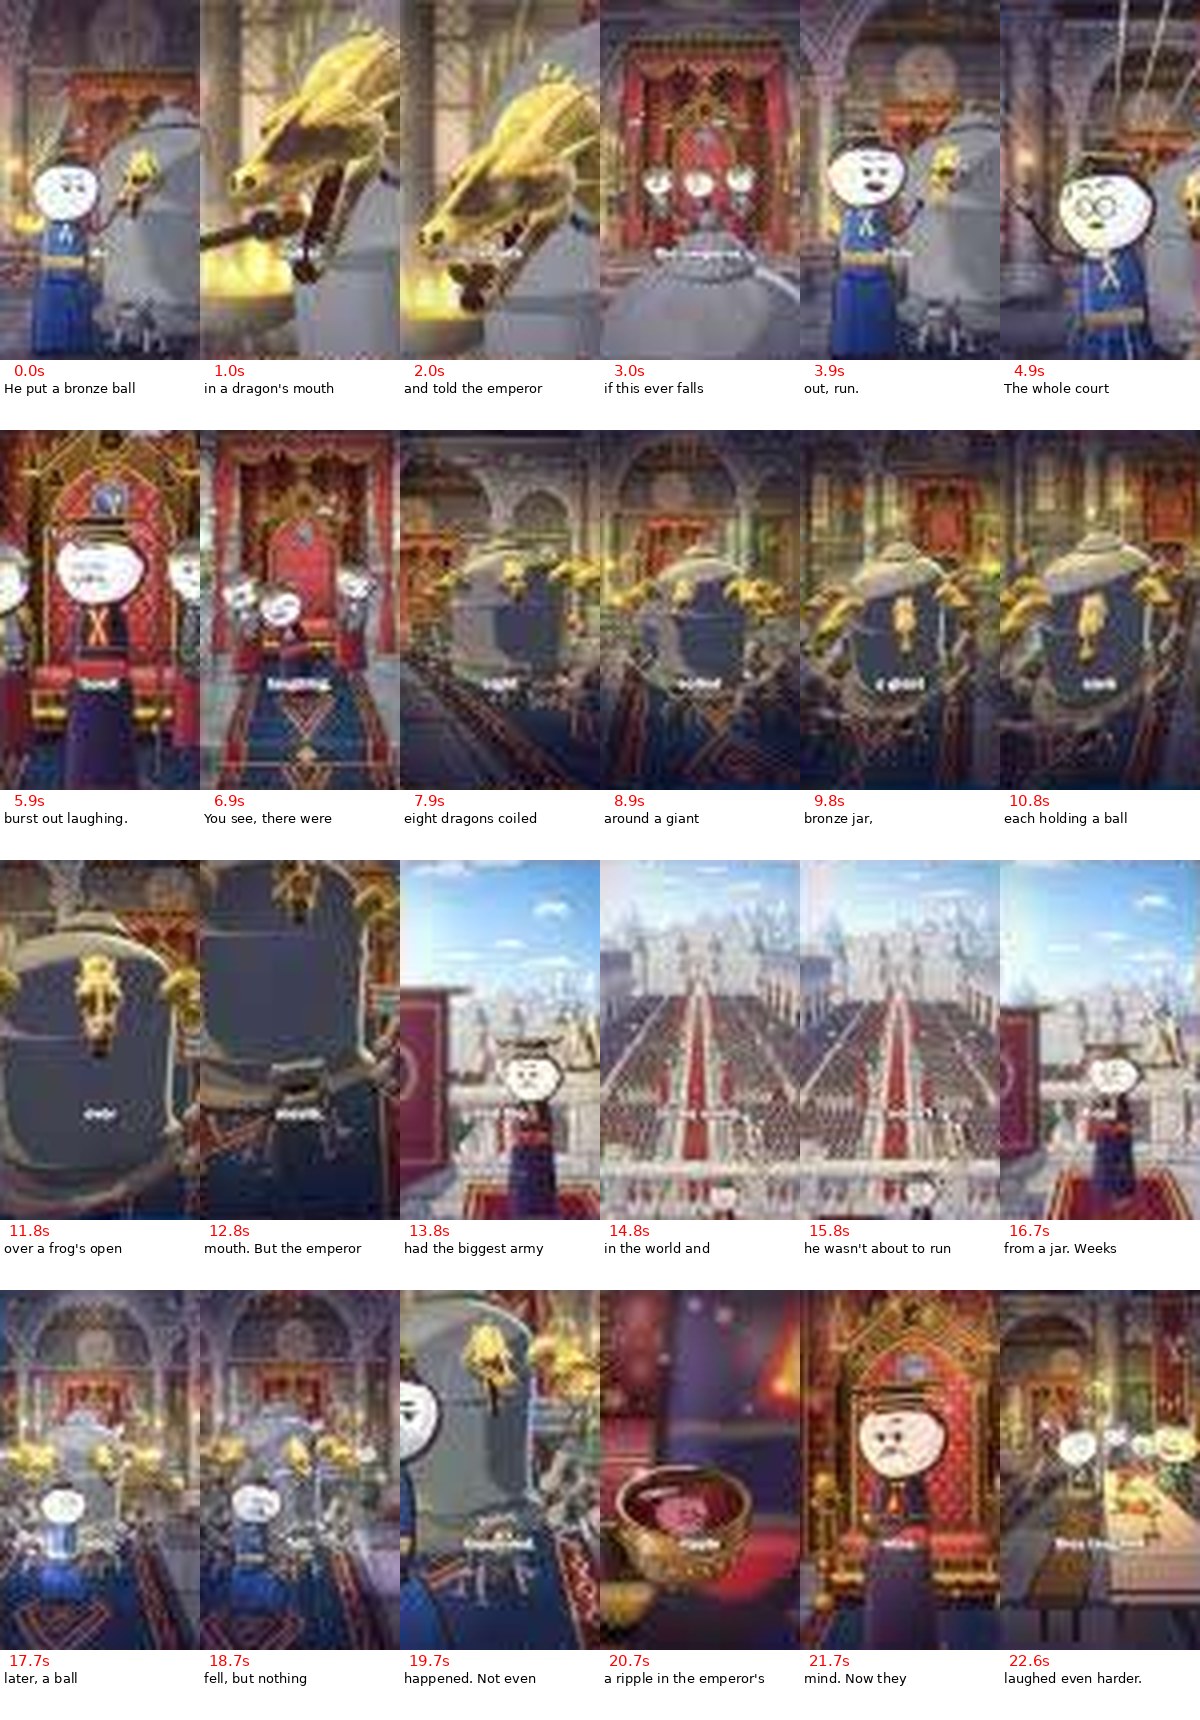 0.0s 1.0s 2.0s 3.0s 3.9s 4.9s
He put a bronze ball in a dragon's mouth and told the emperor if this ever falls out, run. The whole court
laughing.
5.9s 6.9s 7.9s 8.9s 9.8s 10.8s
burst out laughing. You see, there were eight dragons coiled around a giant bronze jar, each holding a ball
over
11.8s 12.8s 13.8s 14.8s 15.8s 16.7s
over a frog's open mouth. But the emperor had the biggest army in the world and he wasn't about to run from a jar. Weeks
happened.
ripple
17.7s 18.7s 19.7s 20.7s 21.7s 22.6s
later, a ball fell, but nothing happened. Not even a ripple in the emperor's mind. Now they laughed even harder.